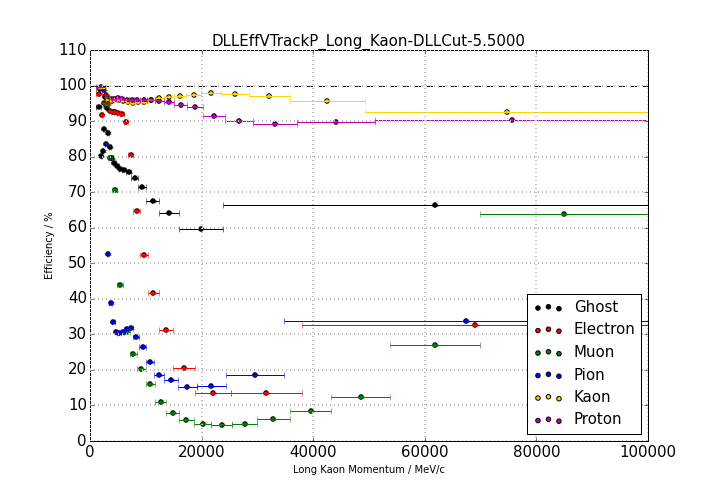 DLLEffVTrackP_Long_Kaon-DLLCut-5.5000
110
100
90
80
70
60
50
40
30
20
10
0
Efficiency / %
0 20000 40000 60000 80000 100000
Long Kaon Momentum / MeV/c
Ghost
Electron
Muon
Pion
Kaon
Proton